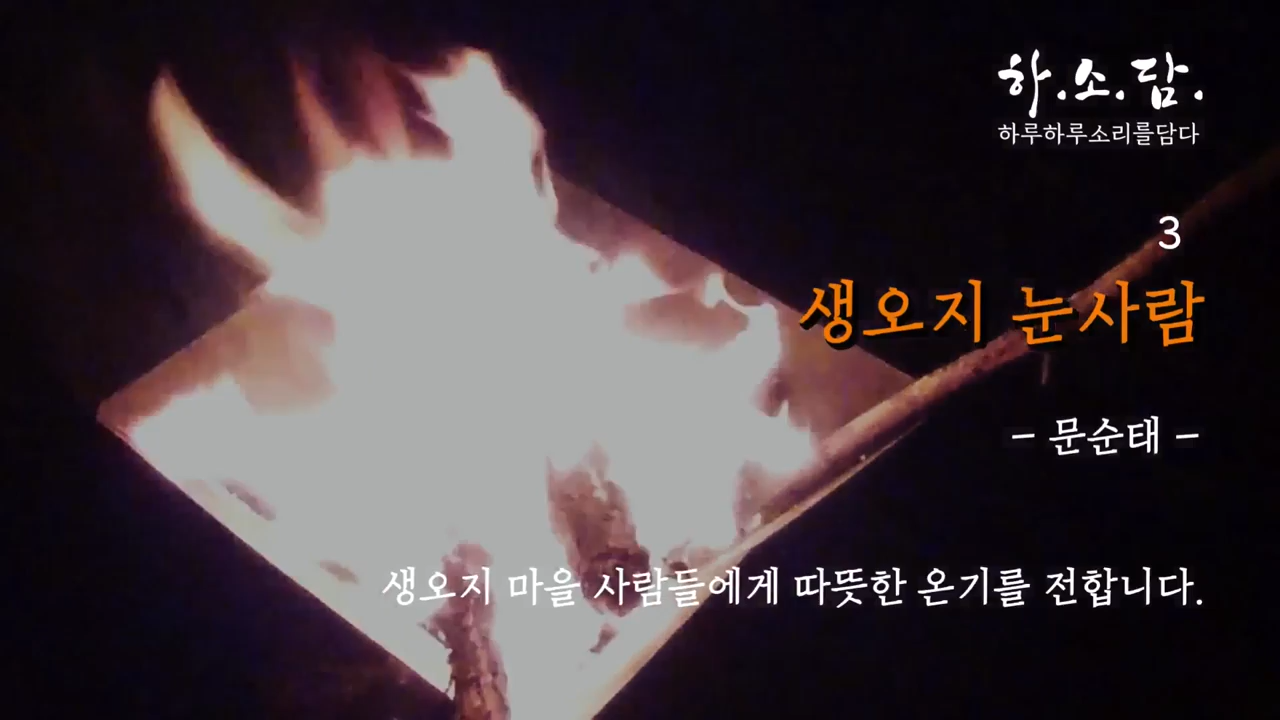 하.소.담.
하루하루소리를담다
3
생오지 눈사람
- 문순태 -
생오지 마을 사람들에게 따뜻한 온기를 전합니다.